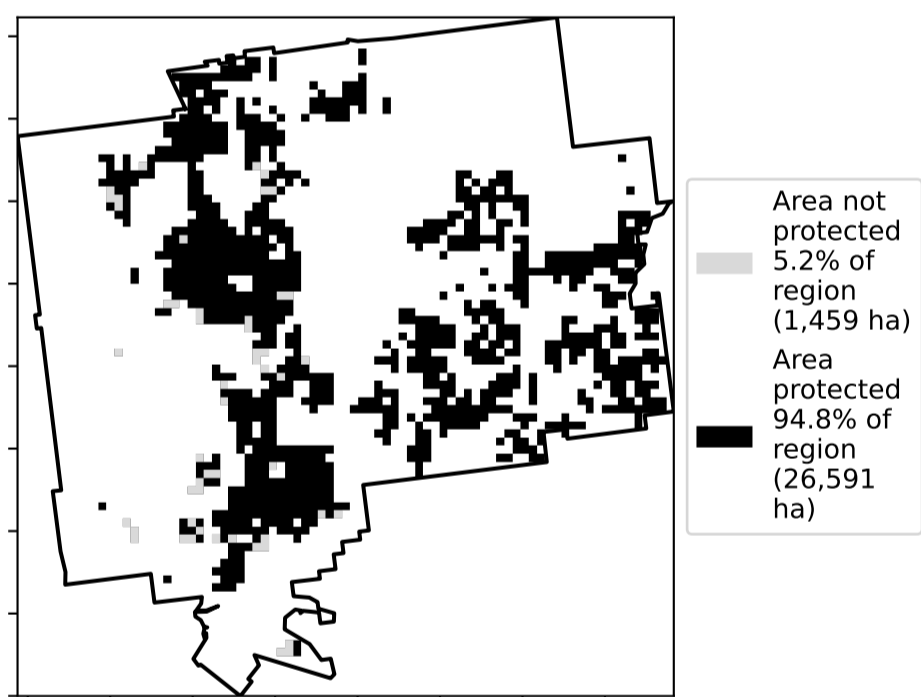 Area not
protected
5.2% of
region
(1,459 ha)
Area
protected
94.8% of
region
(26,591
ha)